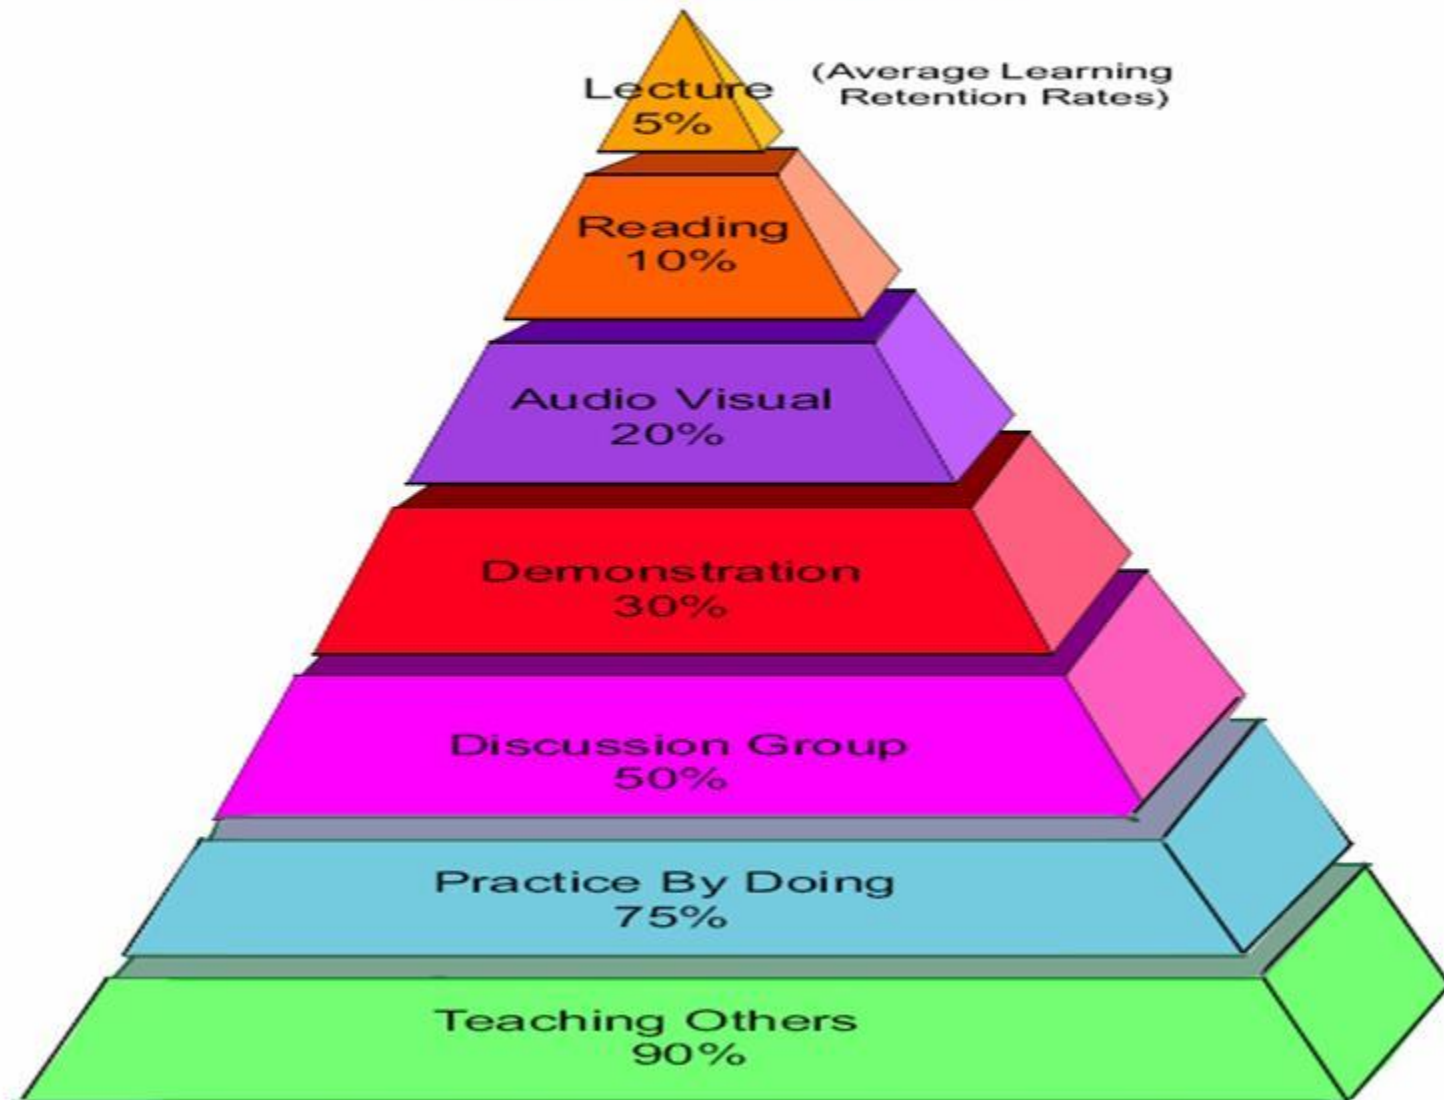 Lecture
5%
(Average Learning
Retention Rates)
Reading
10%
Audio Visual
20%
Demonstration
30%
Discussion Group
50%
Practice By Doing
75%
Teaching Others
90%